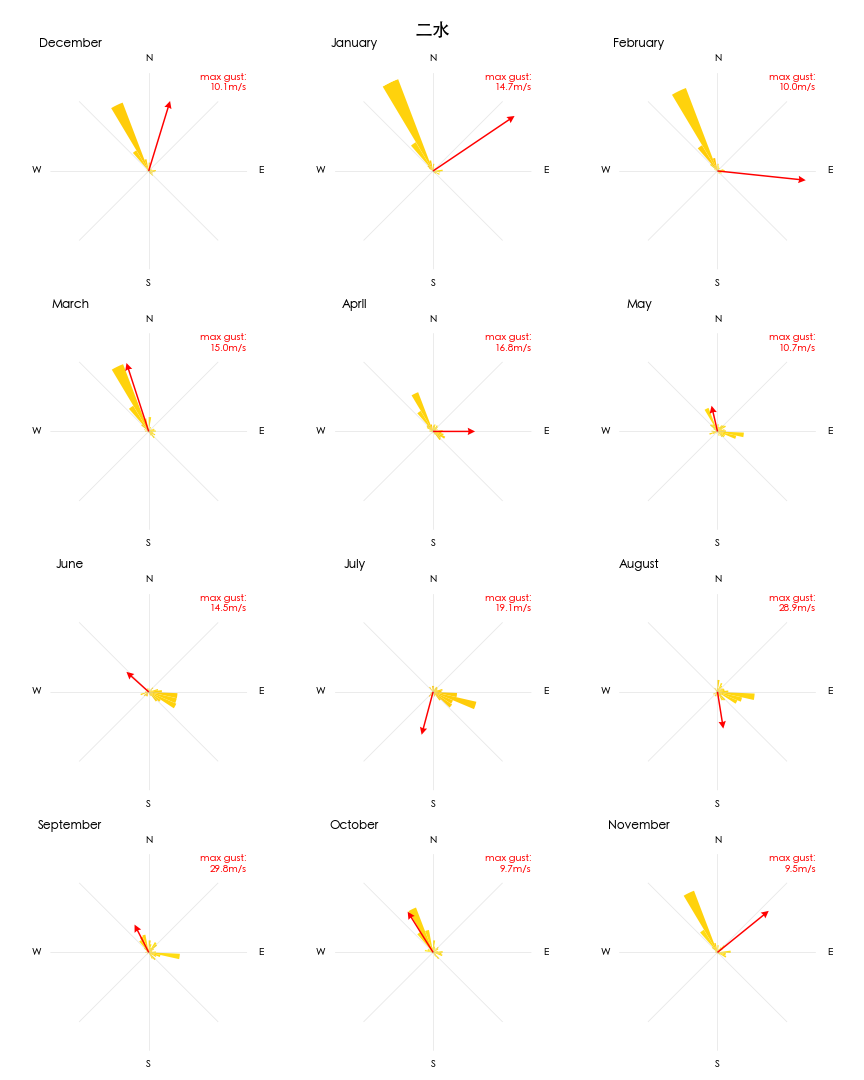 二水
December
N
max gust:
10.1m/s
W
E
S
January
N
max gust:
14.7m/s
W
E
S
February
N
max gust:
10.0m/s
W
E
S
March
N
max gust:
15.0m/s
W
E
S
April
N
max gust:
16.8m/s
W
E
S
May
N
max gust:
10.7m/s
W
E
S
June
N
max gust:
14.5m/s
W
E
S
July
N
max gust:
19.1m/s
W
E
S
August
N
max gust:
28.9m/s
W
E
S
September
N
max gust:
29.8m/s
W
E
S
October
N
max gust:
9.7m/s
W
E
S
November
N
max gust:
9.5m/s
W
E
S